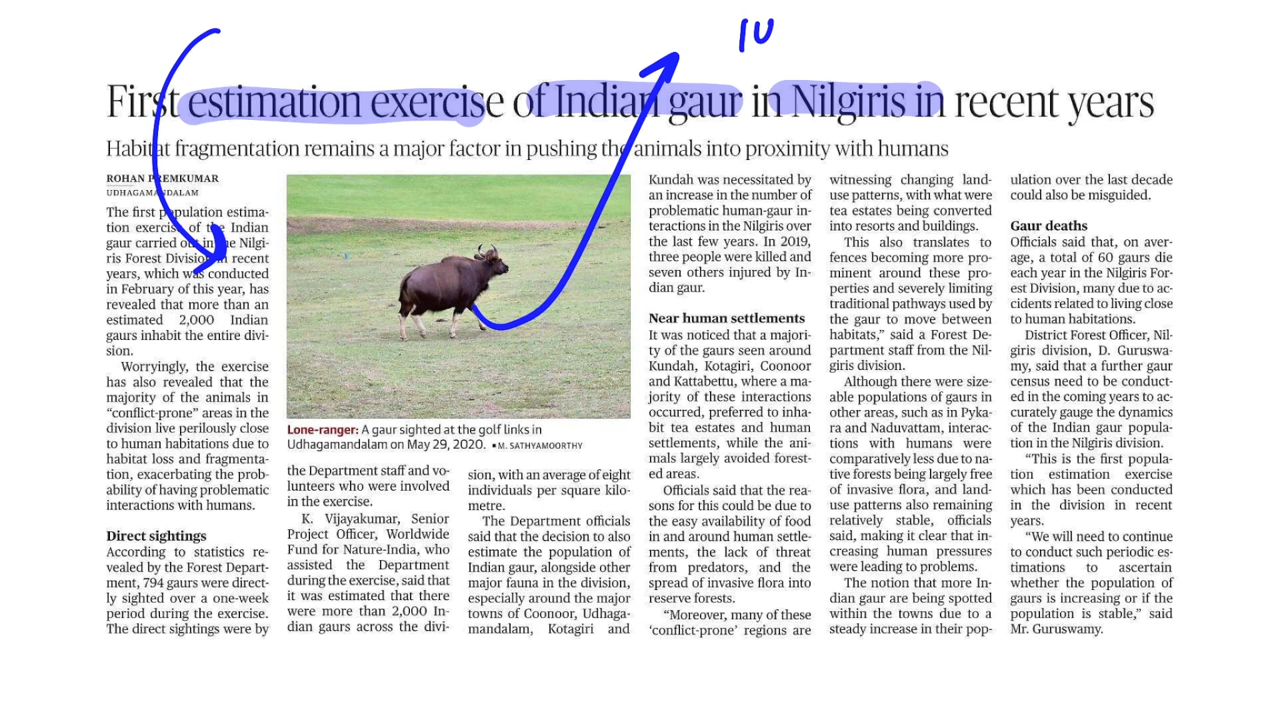 First estimation exercise of Indian gaur in Nilgiris in recent years
Habitat fragmentation remains a major factor in pushing the animals into proximity with humans
ROHAN PREMKUMAR
UDHAGAMANDALAM
The first population estima-
tion exercise of the Indian
gaur carried out in the Nilgi-
ris Forest Division in recent
years, which was conducted
in February of this year, has
revealed that more than an
estimated 2,000 Indian
gaurs inhabit the entire divi-
sion.
Worryingly, the exercise
has also revealed that the
majority of the animals in
“conflict-prone” areas in the
division live perilously close
to human habitations due to
habitat loss and fragmenta-
tion, exacerbating the prob-
ability of having problematic
interactions with humans.
Direct sightings
According to statistics re-
vealed by the Forest Depart-
ment, 794 gaurs were direct-
ly sighted over a one-week
period during the exercise.
The direct sightings were by
Lone-ranger: A gaur sighted at the golf links in
Udhagamandalam on May 29, 2020. ▪ M. SATHYAMOORTHY
the Department staff and vo-
lunteers who were involved
in the exercise.
K. Vijayakumar, Senior
Project Officer, Worldwide
Fund for Nature-India, who
assisted the Department
during the exercise, said that
it was estimated that there
were more than 2,000 In-
dian gaurs across the divi-
sion, with an average of eight
individuals per square kilo-
metre.
The Department officials
said that the decision to also
estimate the population of
Indian gaur, alongside other
major fauna in the division,
especially around the major
towns of Coonoor, Udhaga-
mandalam, Kotagiri and
Kundah was necessitated by
an increase in the number of
problematic human-gaur in-
teractions in the Nilgiris over
the last few years. In 2019,
three people were killed and
seven others injured by In-
dian gaur.
Near human settlements
It was noticed that a majori-
ty of the gaurs seen around
Kundah, Kotagiri, Coonoor
and Kattabettu, where a ma-
jority of these interactions
occurred, preferred to inha-
bit tea estates and human
settlements, while the ani-
mals largely avoided forest-
ed areas.
Officials said that the rea-
sons for this could be due to
the easy availability of food
in and around human settle-
ments, the lack of threat
from predators, and the
spread of invasive flora into
reserve forests.
“Moreover, many of these
‘conflict-prone’ regions are
witnessing changing land-
use patterns, with what were
tea estates being converted
into resorts and buildings.
This also translates to
fences becoming more pro-
minent around these pro-
perties and severely limiting
traditional pathways used by
the gaur to move between
habitats,” said a Forest De-
partment staff from the Nil-
giris division.
Although there were size-
able populations of gaurs in
other areas, such as in Pyka-
ra and Naduvattam, interac-
tions with humans were
comparatively less due to na-
tive forests being largely free
of invasive flora, and land-
use patterns also remaining
relatively stable, officials
said, making it clear that in-
creasing human pressures
were leading to problems.
The notion that more In-
dian gaur are being spotted
within the towns due to a
steady increase in their pop-
ulation over the last decade
could also be misguided.
Gaur deaths
Officials said that, on aver-
age, a total of 60 gaurs die
each year in the Nilgiris For-
est Division, many due to ac-
cidents related to living close
to human habitations.
District Forest Officer, Nil-
giris division, D. Guruswa-
my, said that a further gaur
census need to be conduct-
ed in the coming years to ac-
curately gauge the dynamics
of the Indian gaur popula-
tion in the Nilgiris division.
“This is the first popula-
tion estimation exercise
which has been conducted
in the division in recent
years.
“We will need to continue
to conduct such periodic es-
timations to ascertain
whether the population of
gaurs is increasing or if the
population is stable,” said
Mr. Guruswamy.